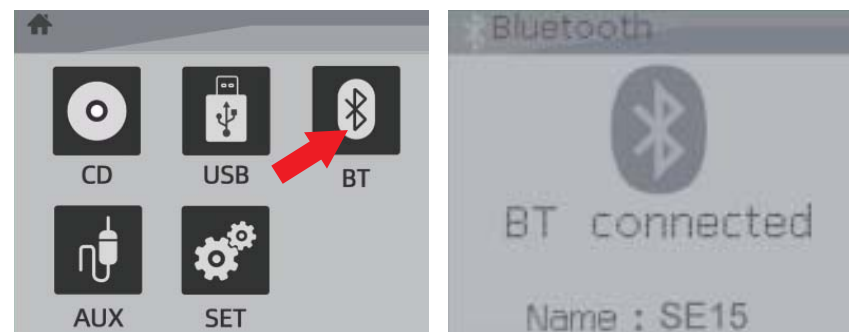 CD
USB
BT
AUX
SET
Bluetooth
BT connected
Name : SE15